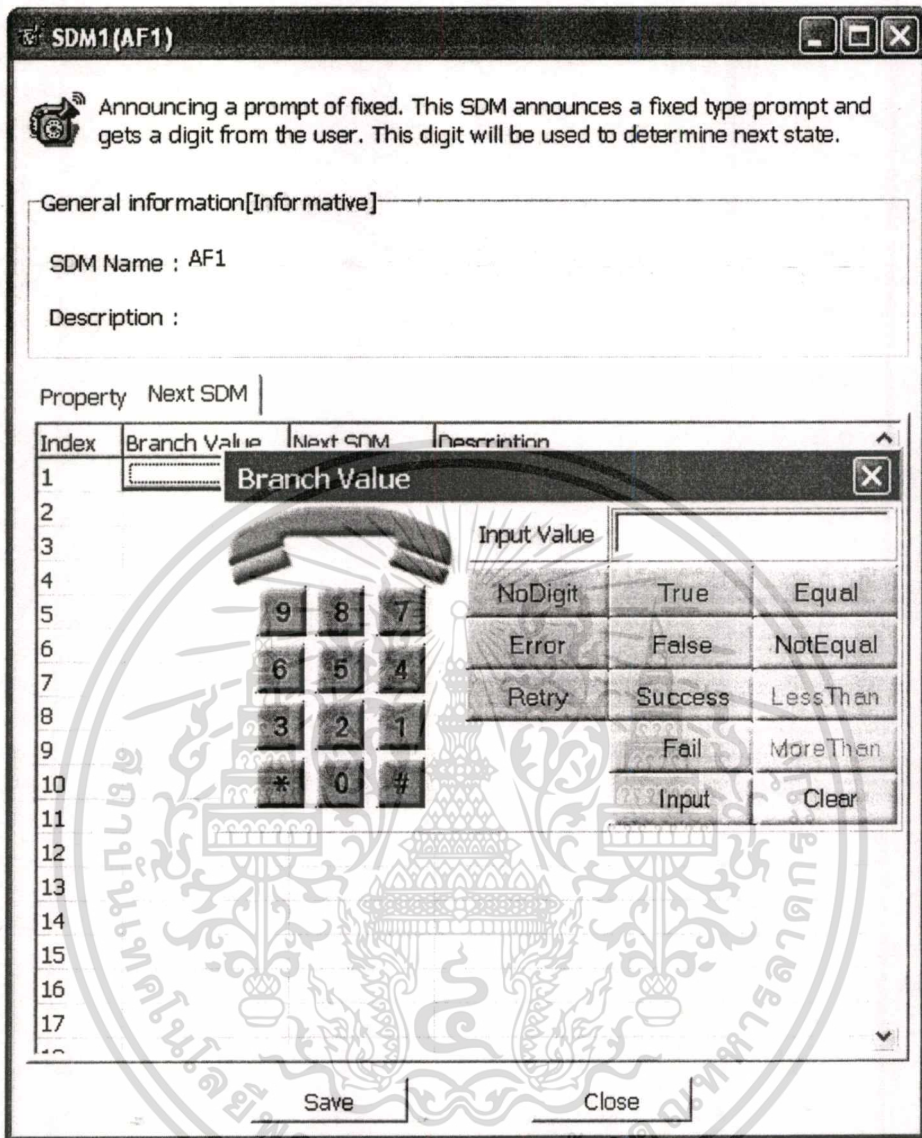 SDM1(AF1)
Announcing a prompt of fixed. This SDM announces a fixed type prompt and
gets a digit from the user. This digit will be used to determine next state.
General information[Informative]
SDM Name : AF1
Description :
Property Next SDM
Index Branch Value Next SDM Description
1
2
3
4
5
6
7
8
9
10
11
12
13
14
15
16
17
Branch Value
Input Value
9 8 7
6 5 4
3 2 1
* 0 #
NoDigit True Equal
Error False NotEqual
Retry Success LessThan
Fail MoreThan
Input Clear
Save Close